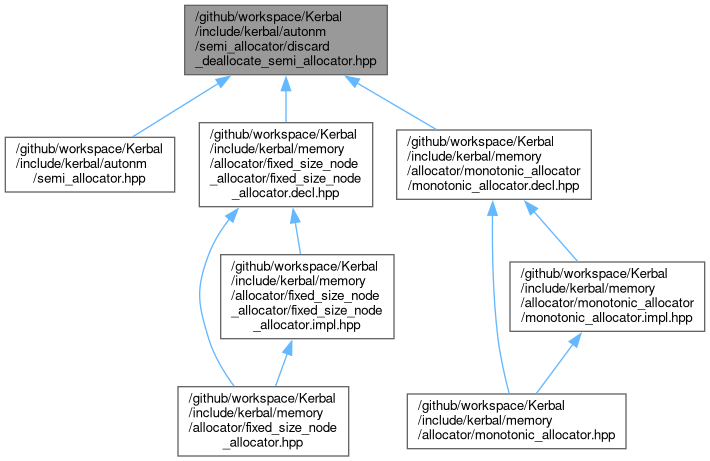 /github/workspace/Kerbal
/include/kerbal/autonm
/semi_allocator/discard
_deallocate_semi_allocator.hpp
/github/workspace/Kerbal
/include/kerbal/autonm
/semi_allocator.hpp
/github/workspace/Kerbal
/include/kerbal/memory
/allocator/fixed_size_node
_allocator/fixed_size_node
_allocator.decl.hpp
/github/workspace/Kerbal
/include/kerbal/memory
/allocator/monotonic_allocator
/monotonic_allocator.decl.hpp
/github/workspace/Kerbal
/include/kerbal/memory
/allocator/fixed_size_node
_allocator/fixed_size_node
_allocator.impl.hpp
/github/workspace/Kerbal
/include/kerbal/memory
/allocator/monotonic_allocator
/monotonic_allocator.impl.hpp
/github/workspace/Kerbal
/include/kerbal/memory
/allocator/fixed_size_node
_allocator.hpp
/github/workspace/Kerbal
/include/kerbal/memory
/allocator/monotonic_allocator.hpp